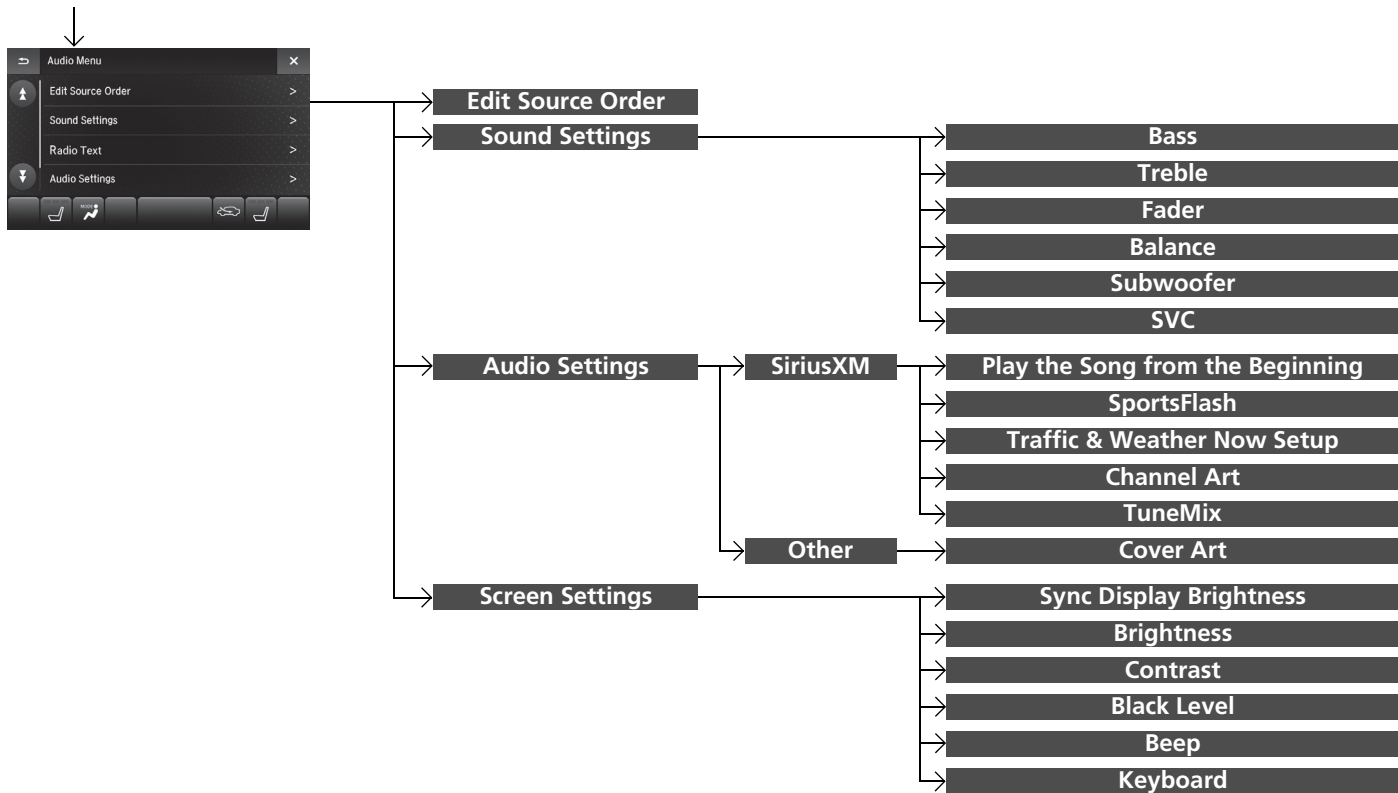 Audio Menu
Edit Source Order
Sound Settings
Radio Text
Audio Settings
MODE
Edit Source Order
Sound Settings
Bass
Treble
Fader
Balance
Subwoofer
SVC
Audio Settings
SiriusXM
Play the Song from the Beginning
SportsFlash
Traffic & Weather Now Setup
Channel Art
TuneMix
Other
Cover Art
Screen Settings
Sync Display Brightness
Brightness
Contrast
Black Level
Beep
Keyboard